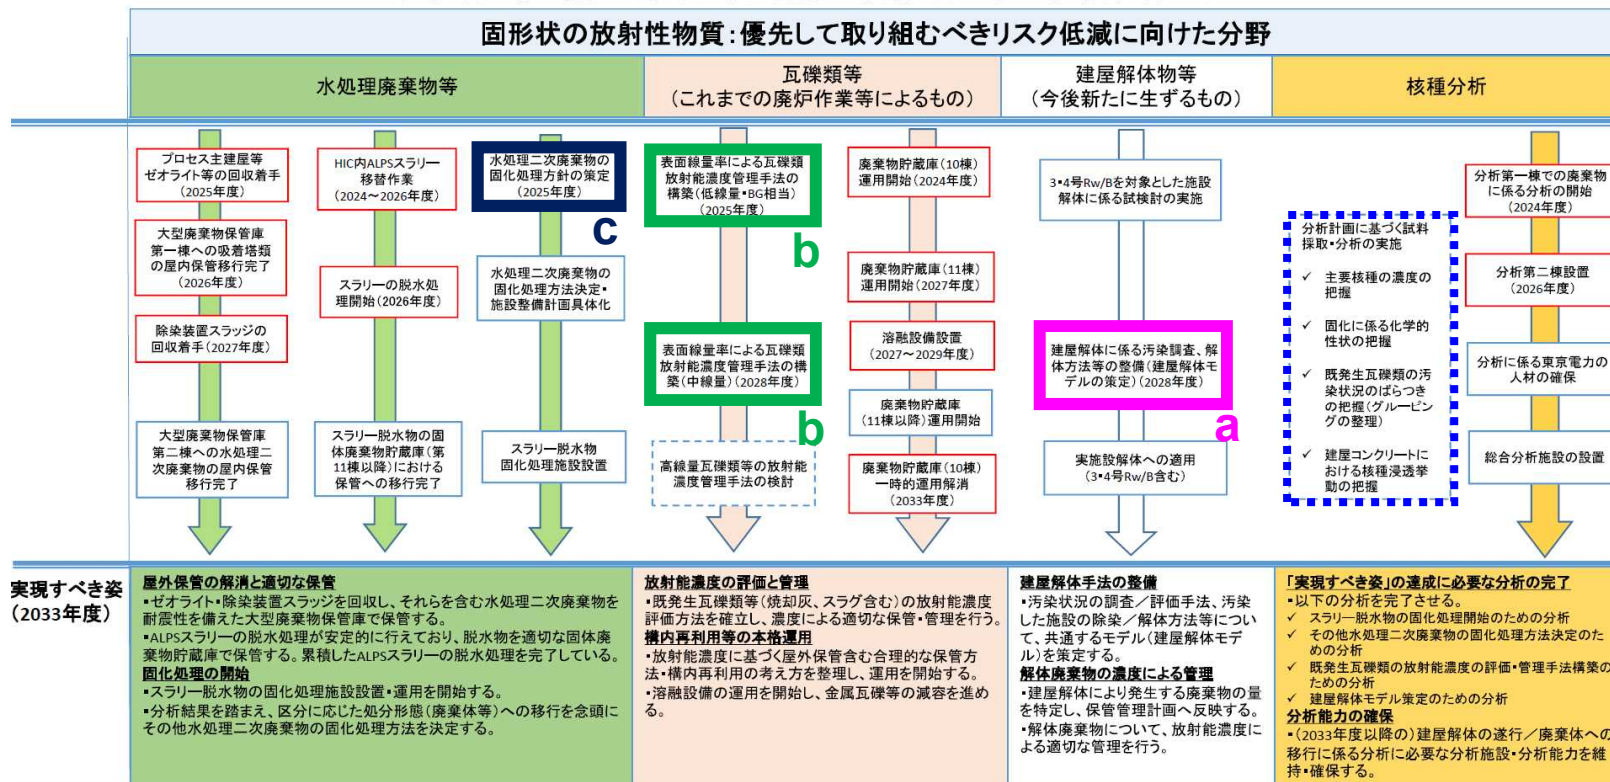 固形状の放射性物質：優先して取り組むべきリスク低減に向けた分野
水処理廃棄物等
瓦礫類等
（これまでの廃炉作業等によるもの）
建屋解体物等
（今後新たに生ずるもの）
核種分析
プロセス主建屋等
ゼオライト等の回収着手
（2025年度）
大型廃棄物保管庫
第一棟への吸着塔類
の屋内保管移行完了
（2026年度）
除染装置スラッジの
回収着手（2027年度）
大型廃棄物保管庫
第二棟への水処理二
次廃棄物の屋内保管
移行完了
HIC内ALPSスラリー
移替作業
（2024～2026年度）
スラリーの脱水処
理開始（2026年度）
スラリー脱水物の固
体廃棄物貯蔵庫（第
11棟以降）における
保管への移行完了
水処理二次廃棄物の
固化処理方針の策定
（2025年度）
c
水処理二次廃棄物の
固化処理方法決定・
施設整備計画具体化
スラリー脱水物
固化処理施設設置
表面線量率による瓦礫類
放射能濃度管理手法の
構築（低線量・BG相当）
（2025年度）
b
表面線量率による瓦礫類
放射能濃度管理手法の構
築（中線量）（2028年度）
b
高線量瓦礫類等の放射能
濃度管理手法の検討
廃棄物貯蔵庫（10棟）
運用開始（2024年度）
廃棄物貯蔵庫（11棟）
運用開始（2027年度）
溶融設備設置
（2027～2029年度）
廃棄物貯蔵庫
（11棟以降）運用開始
廃棄物貯蔵庫（10棟）
一時的運用解消
（2033年度）
3・4号Rw/Bを対象とした施設
解体に係る試検討の実施
建屋解体に係る汚染調査、解
体方法等の整備（建屋解体モ
デルの策定）（2028年度）
a
実施設解体への適用
（3・4号Rw/B含む）
分析計画に基づく試料
採取・分析の実施
✓ 主要核種の濃度の
把握
✓ 固化に係る化学的
性状の把握
✓ 既発生瓦礫類の汚
染状況のばらつき
の把握（グルーピン
グの整理）
✓ 建屋コンクリートに
おける核種浸透挙
動の把握
分析第一棟での廃棄物
に係る分析の開始
（2024年度）
分析第二棟設置
（2026年度）
分析に係る東京電力の
人材の確保
総合分析施設の設置
実現すべき姿
（2033年度）
屋外保管の解消と適切な保管
・ゼオライト・除染装置スラッジを回収し、それらを含む水処理二次廃棄物を
耐震性を備えた大型廃棄物保管庫で保管する。
・ALPSスラリーの脱水処理が安定的に行えており、脱水物を適切な固体廃
棄物貯蔵庫で保管する。累積したALPSスラリーの脱水処理を完了している。
固化処理の開始
・スラリー脱水物の固化処理施設設置・運用を開始する。
・分析結果を踏まえ、区分に応じた処分形態（廃棄体等）への移行を念頭に
その他水処理二次廃棄物の固化処理方法を決定する。
放射能濃度の評価と管理
・既発生瓦礫類等（焼却灰、スラグ含む）の放射能濃度
評価方法を確立し、濃度による適切な保管・管理を行う。
構内再利用等の本格運用
・放射能濃度に基づく屋外保管含む合理的な保管方
法・構内再利用の考え方を整理し、運用を開始する。
・溶融設備の運用を開始し、金属瓦礫等の減容を進め
る。
建屋解体手法の整備
・汚染状況の調査／評価手法、汚染
した施設の除染／解体方法等につい
て、共通するモデル（建屋解体モデ
ル）を策定する。
解体廃棄物の濃度による管理
・建屋解体により発生する廃棄物の量
を特定し、保管管理計画へ反映する。
・解体廃棄物について、放射能濃度に
よる適切な管理を行う。
「実現すべき姿」の達成に必要な分析の完了
・以下の分析を完了させる。
✓ スラリー脱水物の固化処理開始のための分析
✓ その他水処理二次廃棄物の固化処理方法決定のた
めの分析
✓ 既発生瓦礫類の放射能濃度の評価・管理手法構築の
ための分析
✓ 建屋解体モデル策定のための分析
分析能力の確保
・（2033年度以降の）建屋解体の遂行／廃棄体への
移行に係る分析に必要な分析施設・分析能力を維
持・確保する。